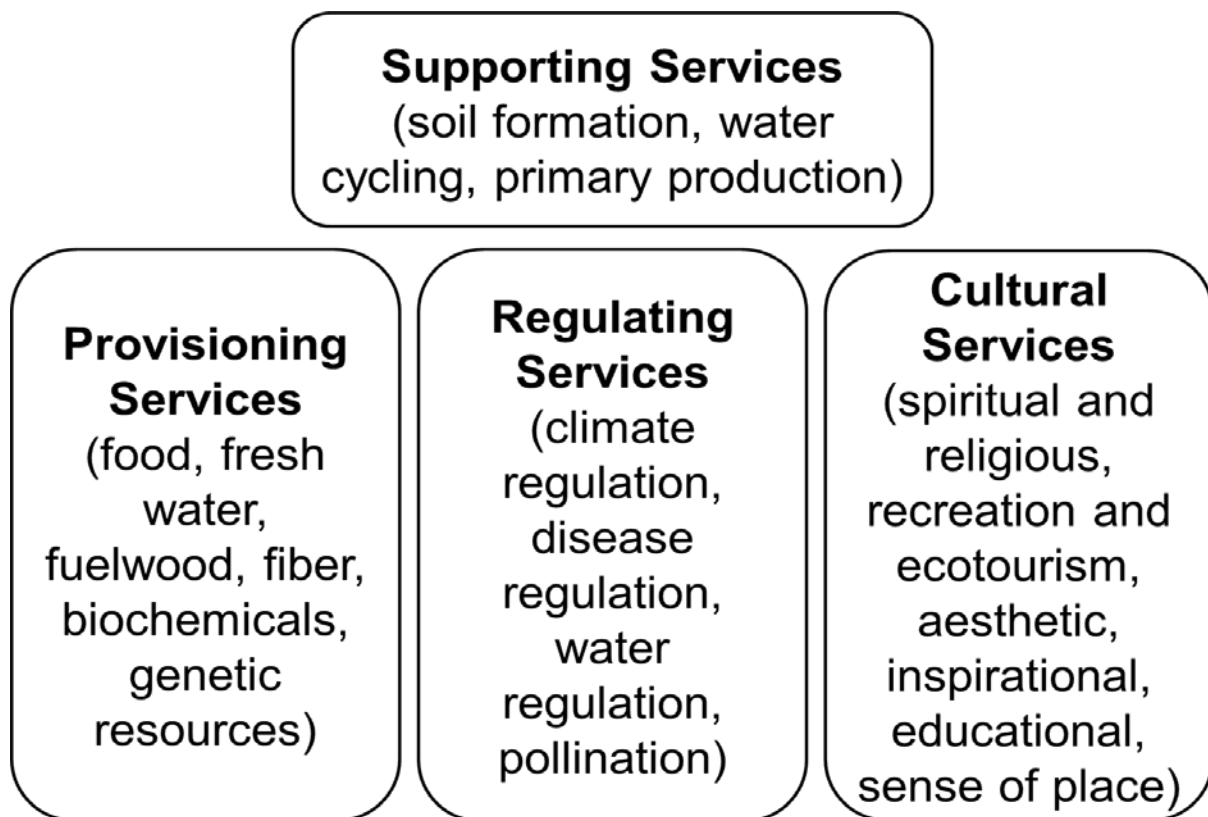 Supporting Services
(soil formation, water
cycling, primary production)
Provisioning
Services
(food, fresh
water,
fuelwood, fiber,
biochemicals,
genetic
resources)
Regulating
Services
(climate
regulation,
disease
regulation,
water
regulation,
pollination)
Cultural
Services
(spiritual and
religious,
recreation and
ecotourism,
aesthetic,
inspirational,
educational,
sense of place)